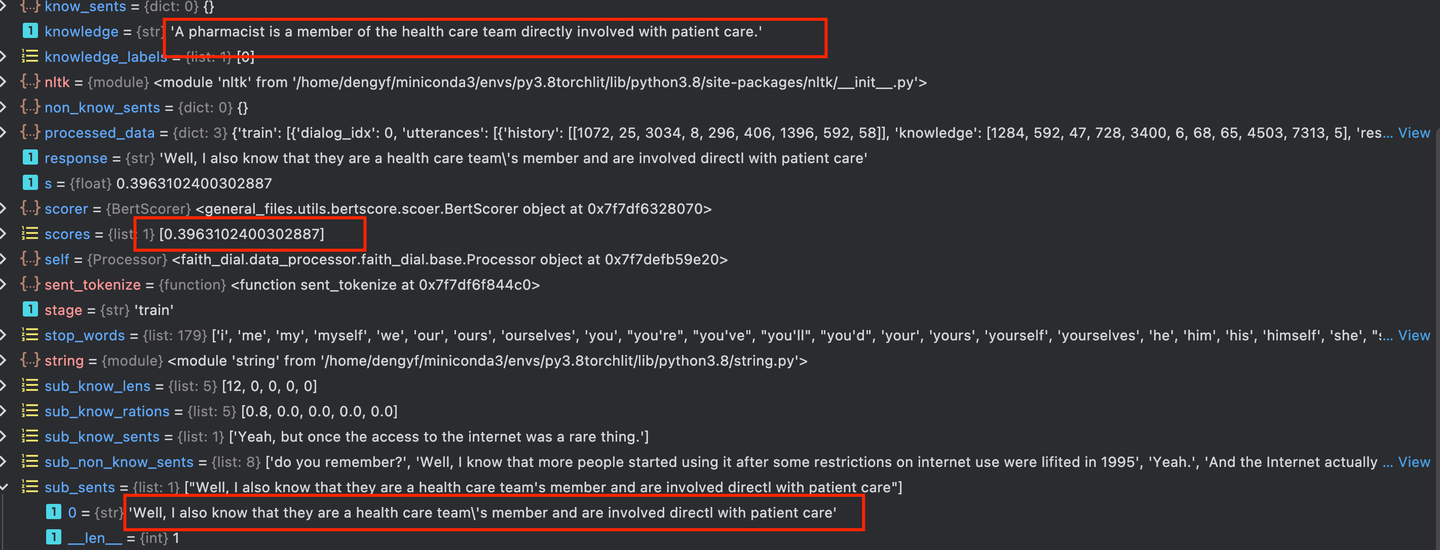 know_sents = {dict: 0} {}
knowledge = {str} 'A pharmacist is a member of the health care team directly involved with patient care.'
knowledge_labels = {list: 1} [0]
nltk = {module} <module 'nltk' from '/home/dengyf/miniconda3/envs/py3.8torchlit/lib/python3.8/site-packages/nltk/__init__.py'>
non_know_sents = {dict: 0} {}
processed_data = {dict: 3} {'train': [{'dialog_idx': 0, 'utterances': [{'history': [[1072, 25, 3034, 8, 296, 406, 1396, 592, 58]], 'knowledge': [1284, 592, 47, 728, 3400, 6, 68, 65, 4503, 7313, 5], 'res... View
response = {str} 'Well, I also know that they are a health care team\'s member and are involved directl with patient care'
s = {float} 0.3963102400302887
scorer = {BertScorer} <general_files.utils.bertscore.scoer.BertScorer object at 0x7f7df6328070>
scores = {list: 1} [0.3963102400302887]
self = {Processor} <faith_dial.data_processor.faith_dial.base.Processor object at 0x7f7defb59e20>
sent_tokenize = {function} <function sent_tokenize at 0x7f7df6f844c0>
stage = {str} 'train'
stop_words = {list: 179} ['i', 'me', 'my', 'myself', 'we', 'our', 'ours', 'ourselves', 'you', "you're", "you've", "you'll", "you'd", 'your', 'yours', 'yourself', 'yourselves', 'he', 'him', 'his', 'himself', 'she', "s... View
string = {module} <module 'string' from '/home/dengyf/miniconda3/envs/py3.8torchlit/lib/python3.8/string.py'>
sub_know_lens = {list: 5} [12, 0, 0, 0, 0]
sub_know_rations = {list: 5} [0.8, 0.0, 0.0, 0.0, 0.0]
sub_know_sents = {list: 1} ['Yeah, but once the access to the internet was a rare thing.']
sub_non_know_sents = {list: 8} ['do you remember?', 'Well, I know that more people started using it after some restrictions on internet use were lifited in 1995', 'Yeah.', 'And the Internet actually ... View
sub_sents = {list: 1} ["Well, I also know that they are a health care team's member and are involved directl with patient care"]
0 = {str} 'Well, I also know that they are a health care team\'s member and are involved directl with patient care'
__len__ = {int} 1